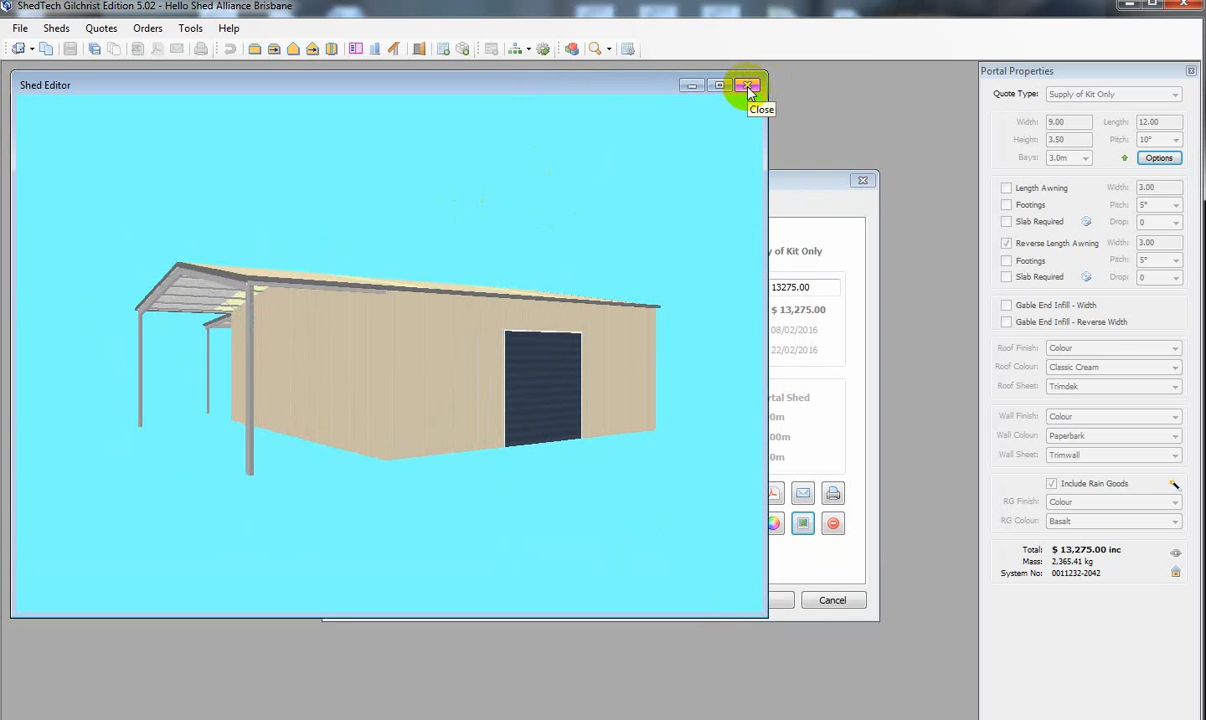 ShedTech Gilchrist Edition 5.02 - Hello Shed Alliance Brisbane
File Sheds Quotes Orders Tools Help
Shed Editor
Close
y of Kit Only
13275.00
$ 13,275.00
08/02/2016
22/02/2016
rtal Shed
0m
00m
0m
Cancel
Portal Properties
Quote Type: Supply of Kit Only
Width: 9.00 Length: 12.00
Height: 3.50 Pitch: 10°
Bays: 3.0m Options
Length Awning Width: 3.00
Footings Pitch: 5°
Slab Required Drop: 0
Reverse Length Awning Width: 3.00
Footings Pitch: 5°
Slab Required Drop: 0
Gable End Infill - Width
Gable End Infill - Reverse Width
Roof Finish: Colour
Roof Colour: Classic Cream
Roof Sheet: Trimdek
Wall Finish: Colour
Wall Colour: Paperbark
Wall Sheet: Trimwall
Include Rain Goods
RG Finish: Colour
RG Colour: Basalt
Total: $ 13,275.00 inc
Mass: 2,365.41 kg
System No: 0011232-2042